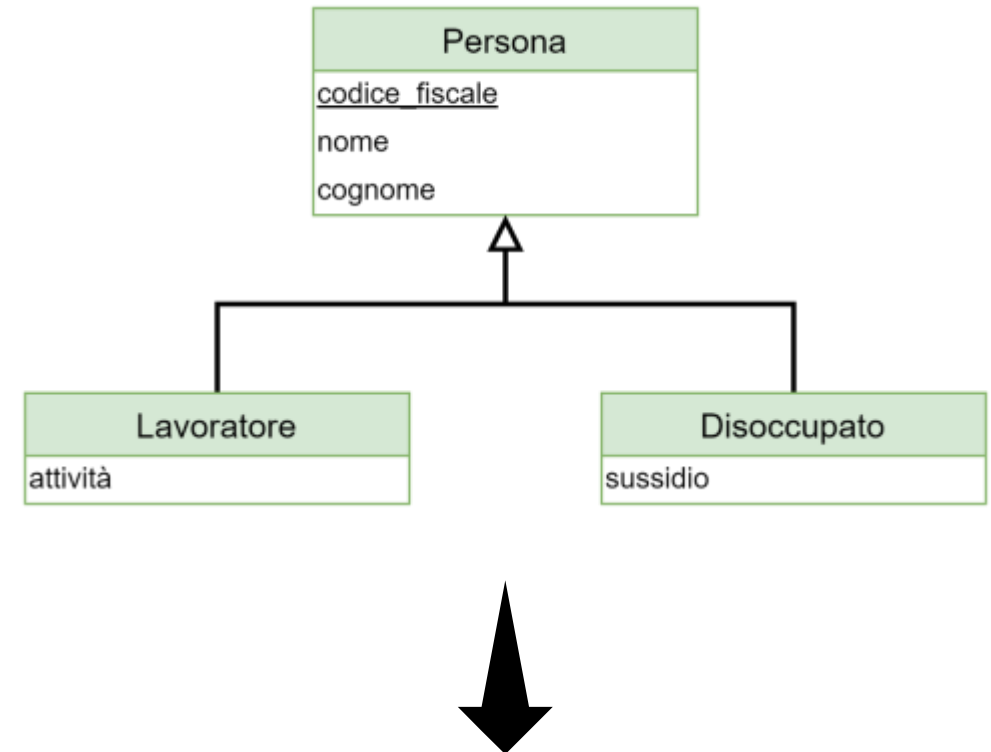 Persona
codice_fiscale
nome
cognome
Lavoratore
attività
Disoccupato
sussidio